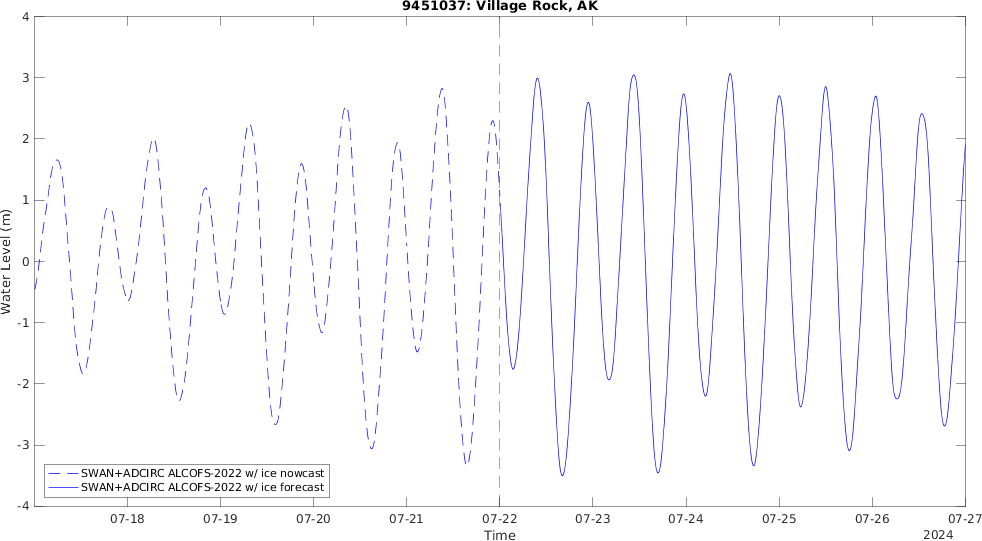 9451037: Village Rock, AK
4
3
2
1
0
-1
-2
-3
-4
Water Level (m)
SWAN+ADCIRC ALCOFS-2022 w/ ice nowcast
SWAN+ADCIRC ALCOFS-2022 w/ ice forecast
07-18 07-19 07-20 07-21 07-22 07-23 07-24 07-25 07-26 07-27
Time
2024